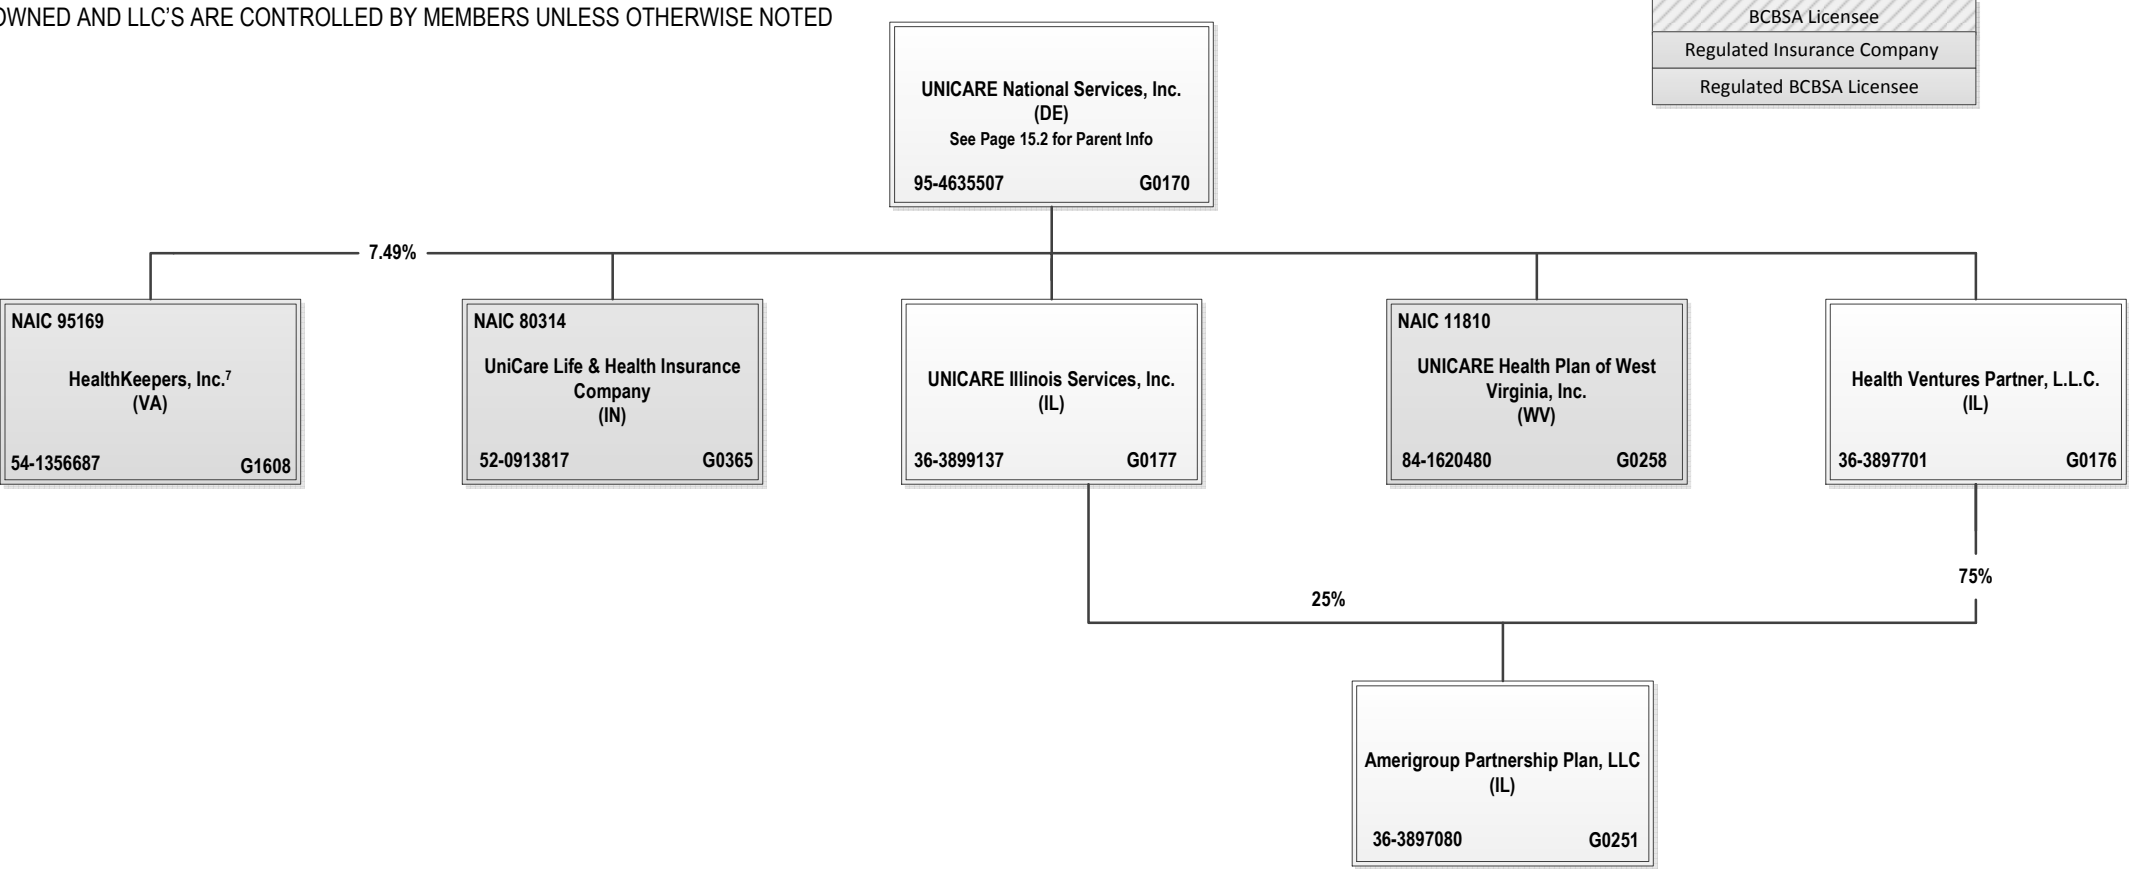 OWNED AND LLC'S ARE CONTROLLED BY MEMBERS UNLESS OTHERWISE NOTED
BCBSA Licensee
Regulated Insurance Company
Regulated BCBSA Licensee
UNICARE National Services, Inc.
(DE)
See Page 15.2 for Parent Info
95-4635507 G0170
7.49%
NAIC 95169
HealthKeepers, Inc.⁷
(VA)
54-1356687 G1608
NAIC 80314
UniCare Life & Health Insurance
Company
(IN)
52-0913817 G0365
UNICARE Illinois Services, Inc.
(IL)
36-3899137 G0177
NAIC 11810
UNICARE Health Plan of West
Virginia, Inc.
(WV)
84-1620480 G0258
Health Ventures Partner, L.L.C.
(IL)
36-3897701 G0176
25%
75%
Amerigroup Partnership Plan, LLC
(IL)
36-3897080 G0251